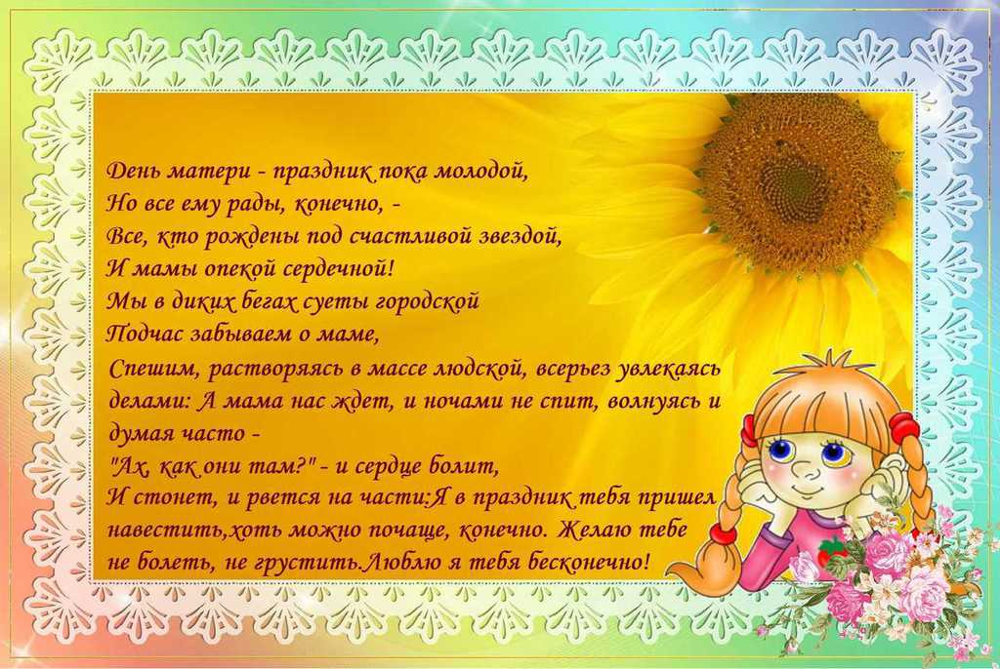 День матери - праздник пока молодой,
Но все ему рады, конечно, -
Все, кто рождены под счастливой звездой,
И мамы опекой сердечной!
Мы в диких бегах суеты городской
Подчас забываем о маме,
Спешим, растворяясь в массе людской, всерьез увлекаясь
делами: А мама нас ждет, и ночами не спит, волнуясь и
думая часто -
"Ах, как они там?" - и сердце болит,
И стонет, и рвется на части:Я в праздник тебя пришел
навестить,хоть можно почаще, конечно. Желаю тебе
не болеть, не грустить.Люблю я тебя бесконечно!